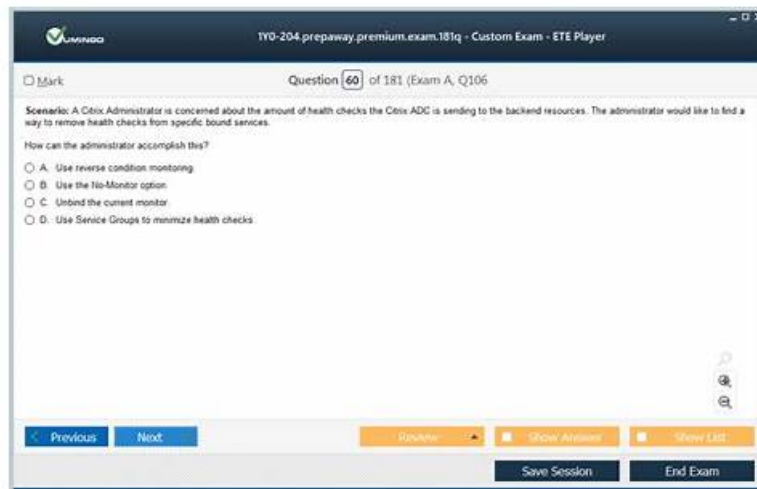 VUMINGO
1Y0-204.prepaway.premium.exam.181q - Custom Exam - ETE Player
Mark
Question 60 of 181 (Exam A, Q106
Scenario: A Citrix Administrator is concerned about the amount of health checks the Citrix ADC is sending to the backend resources. The administrator would like to find a
way to remove health checks from specific bound services.
How can the administrator accomplish this?
A. Use reverse condition monitoring
B. Use the No-Monitor option
C. Unbind the current monitor
D. Use Service Groups to minimize health checks
Previous Next Review Show Answer Show List
Save Session End Exam